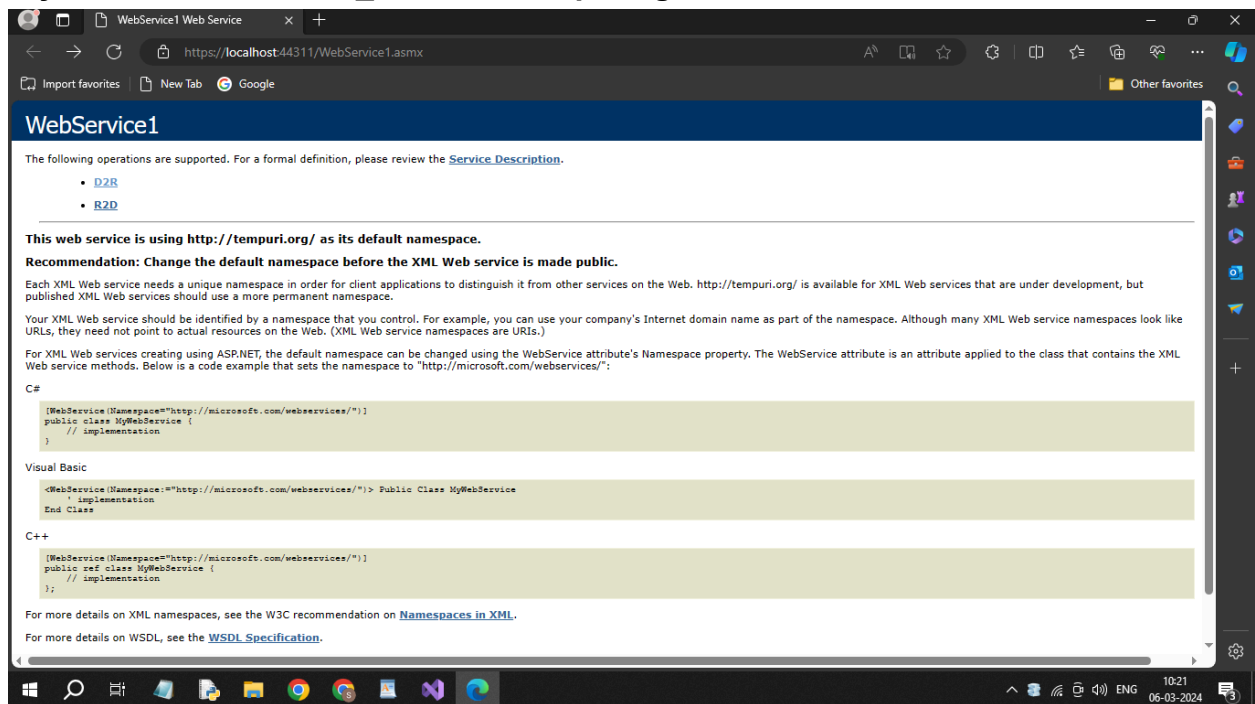 WebService1 Web Service
https://localhost:44311/WebService1.asmx
Import favorites
New Tab
Google
Other favorites
WebService1
The following operations are supported. For a formal definition, please review the Service Description.
• D2R
• R2D
This web service is using http://tempuri.org/ as its default namespace.
Recommendation: Change the default namespace before the XML Web service is made public.
Each XML Web service needs a unique namespace in order for client applications to distinguish it from other services on the Web. http://tempuri.org/ is available for XML Web services that are under development, but
published XML Web services should use a more permanent namespace.
Your XML Web service should be identified by a namespace that you control. For example, you can use your company's Internet domain name as part of the namespace. Although many XML Web service namespaces look like
URLs, they need not point to actual resources on the Web. (XML Web service namespaces are URIs.)
For XML Web services creating using ASP.NET, the default namespace can be changed using the WebService attribute's Namespace property. The WebService attribute is an attribute applied to the class that contains the XML
Web service methods. Below is a code example that sets the namespace to "http://microsoft.com/webservices/":
C#
[WebService(Namespace="http://microsoft.com/webservices/")]
public class MyWebService {
// implementation
}
Visual Basic
<WebService(Namespace:="http://microsoft.com/webservices/")> Public Class MyWebService
' implementation
End Class
C++
[WebService(Namespace="http://microsoft.com/webservices/")]
public ref class MyWebService {
// implementation
};
For more details on XML namespaces, see the W3C recommendation on Namespaces in XML.
For more details on WSDL, see the WSDL Specification.
ENG
10:21
06-03-2024
3